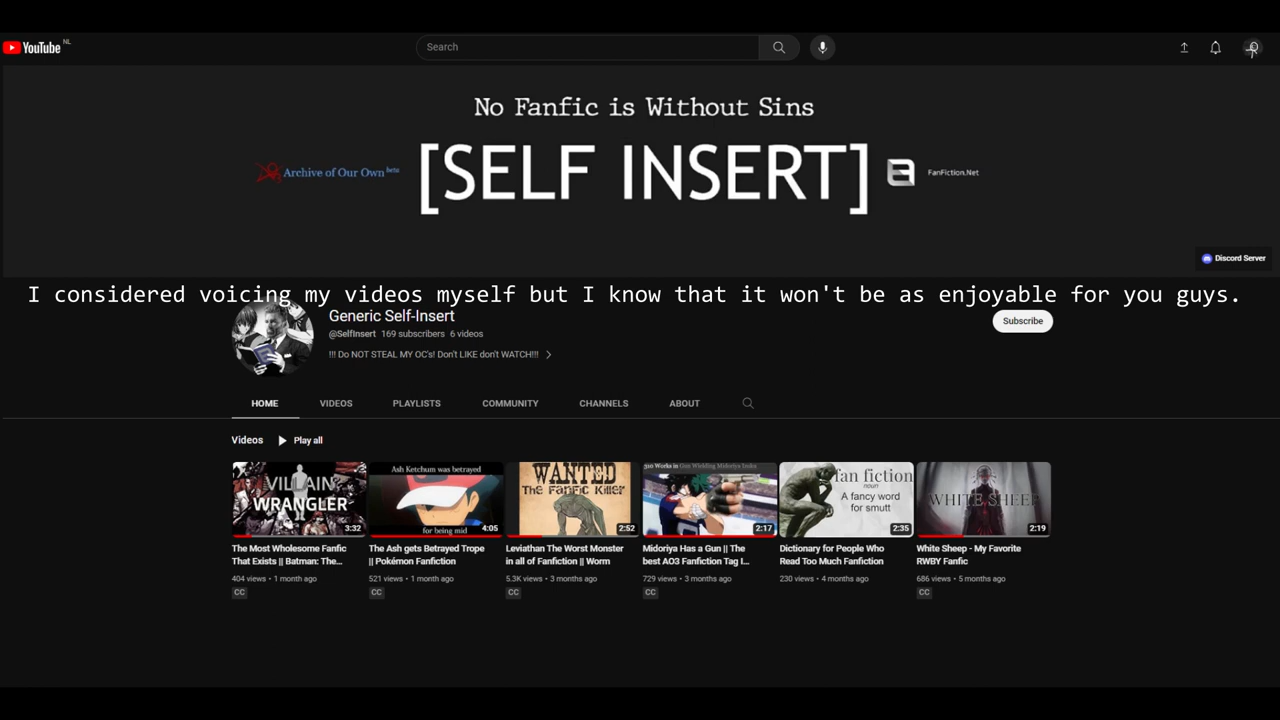 YouTube NL
Search
No Fanfic is Without Sins
Archive of Our Own beta
[SELF INSERT]
FanFiction.Net
Discord Server
I considered voicing my videos myself but I know that it won't be as enjoyable for you guys.
Generic Self-Insert
@SelfInsert 169 subscribers 6 videos
!!! Do NOT STEAL MY OC's! Don't LIKE don't WATCH!!!
Subscribe
HOME VIDEOS PLAYLISTS COMMUNITY CHANNELS ABOUT
Videos Play all
VILLAIN
WRANGLER
3:32
The Most Wholesome Fanfic
That Exists || Batman: The...
404 views • 1 month ago
CC
Ash Ketchum was betrayed
for being mid
4:05
The Ash gets Betrayed Trope
|| Pokémon Fanfiction
521 views • 1 month ago
CC
WANTED
The Fanfic Killer
2:52
Leviathan The Worst Monster
in all of Fanfiction || Worm
5.3K views • 3 months ago
CC
310 Works in Gun Wielding Midoriya Izuku
2:17
Midoriya Has a Gun || The
best AO3 Fanfiction Tag I...
729 views • 3 months ago
CC
fan fiction
noun
A fancy word
for smutt
2:35
Dictionary for People Who
Read Too Much Fanfiction
230 views • 4 months ago
WHITE SHEEP
2:19
White Sheep - My Favorite
RWBY Fanfic
686 views • 5 months ago
CC